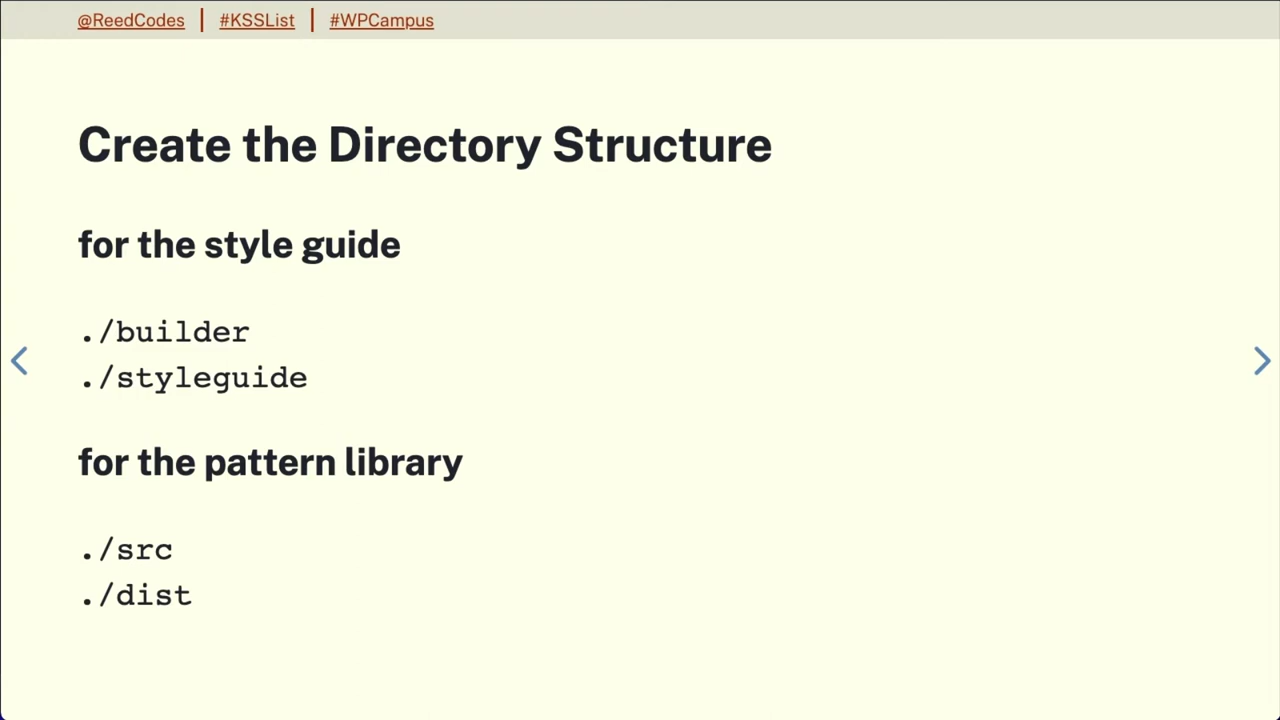 @ReedCodes | #KSSList | #WPCampus
Create the Directory Structure
for the style guide
./builder
./styleguide
for the pattern library
./src
./dist